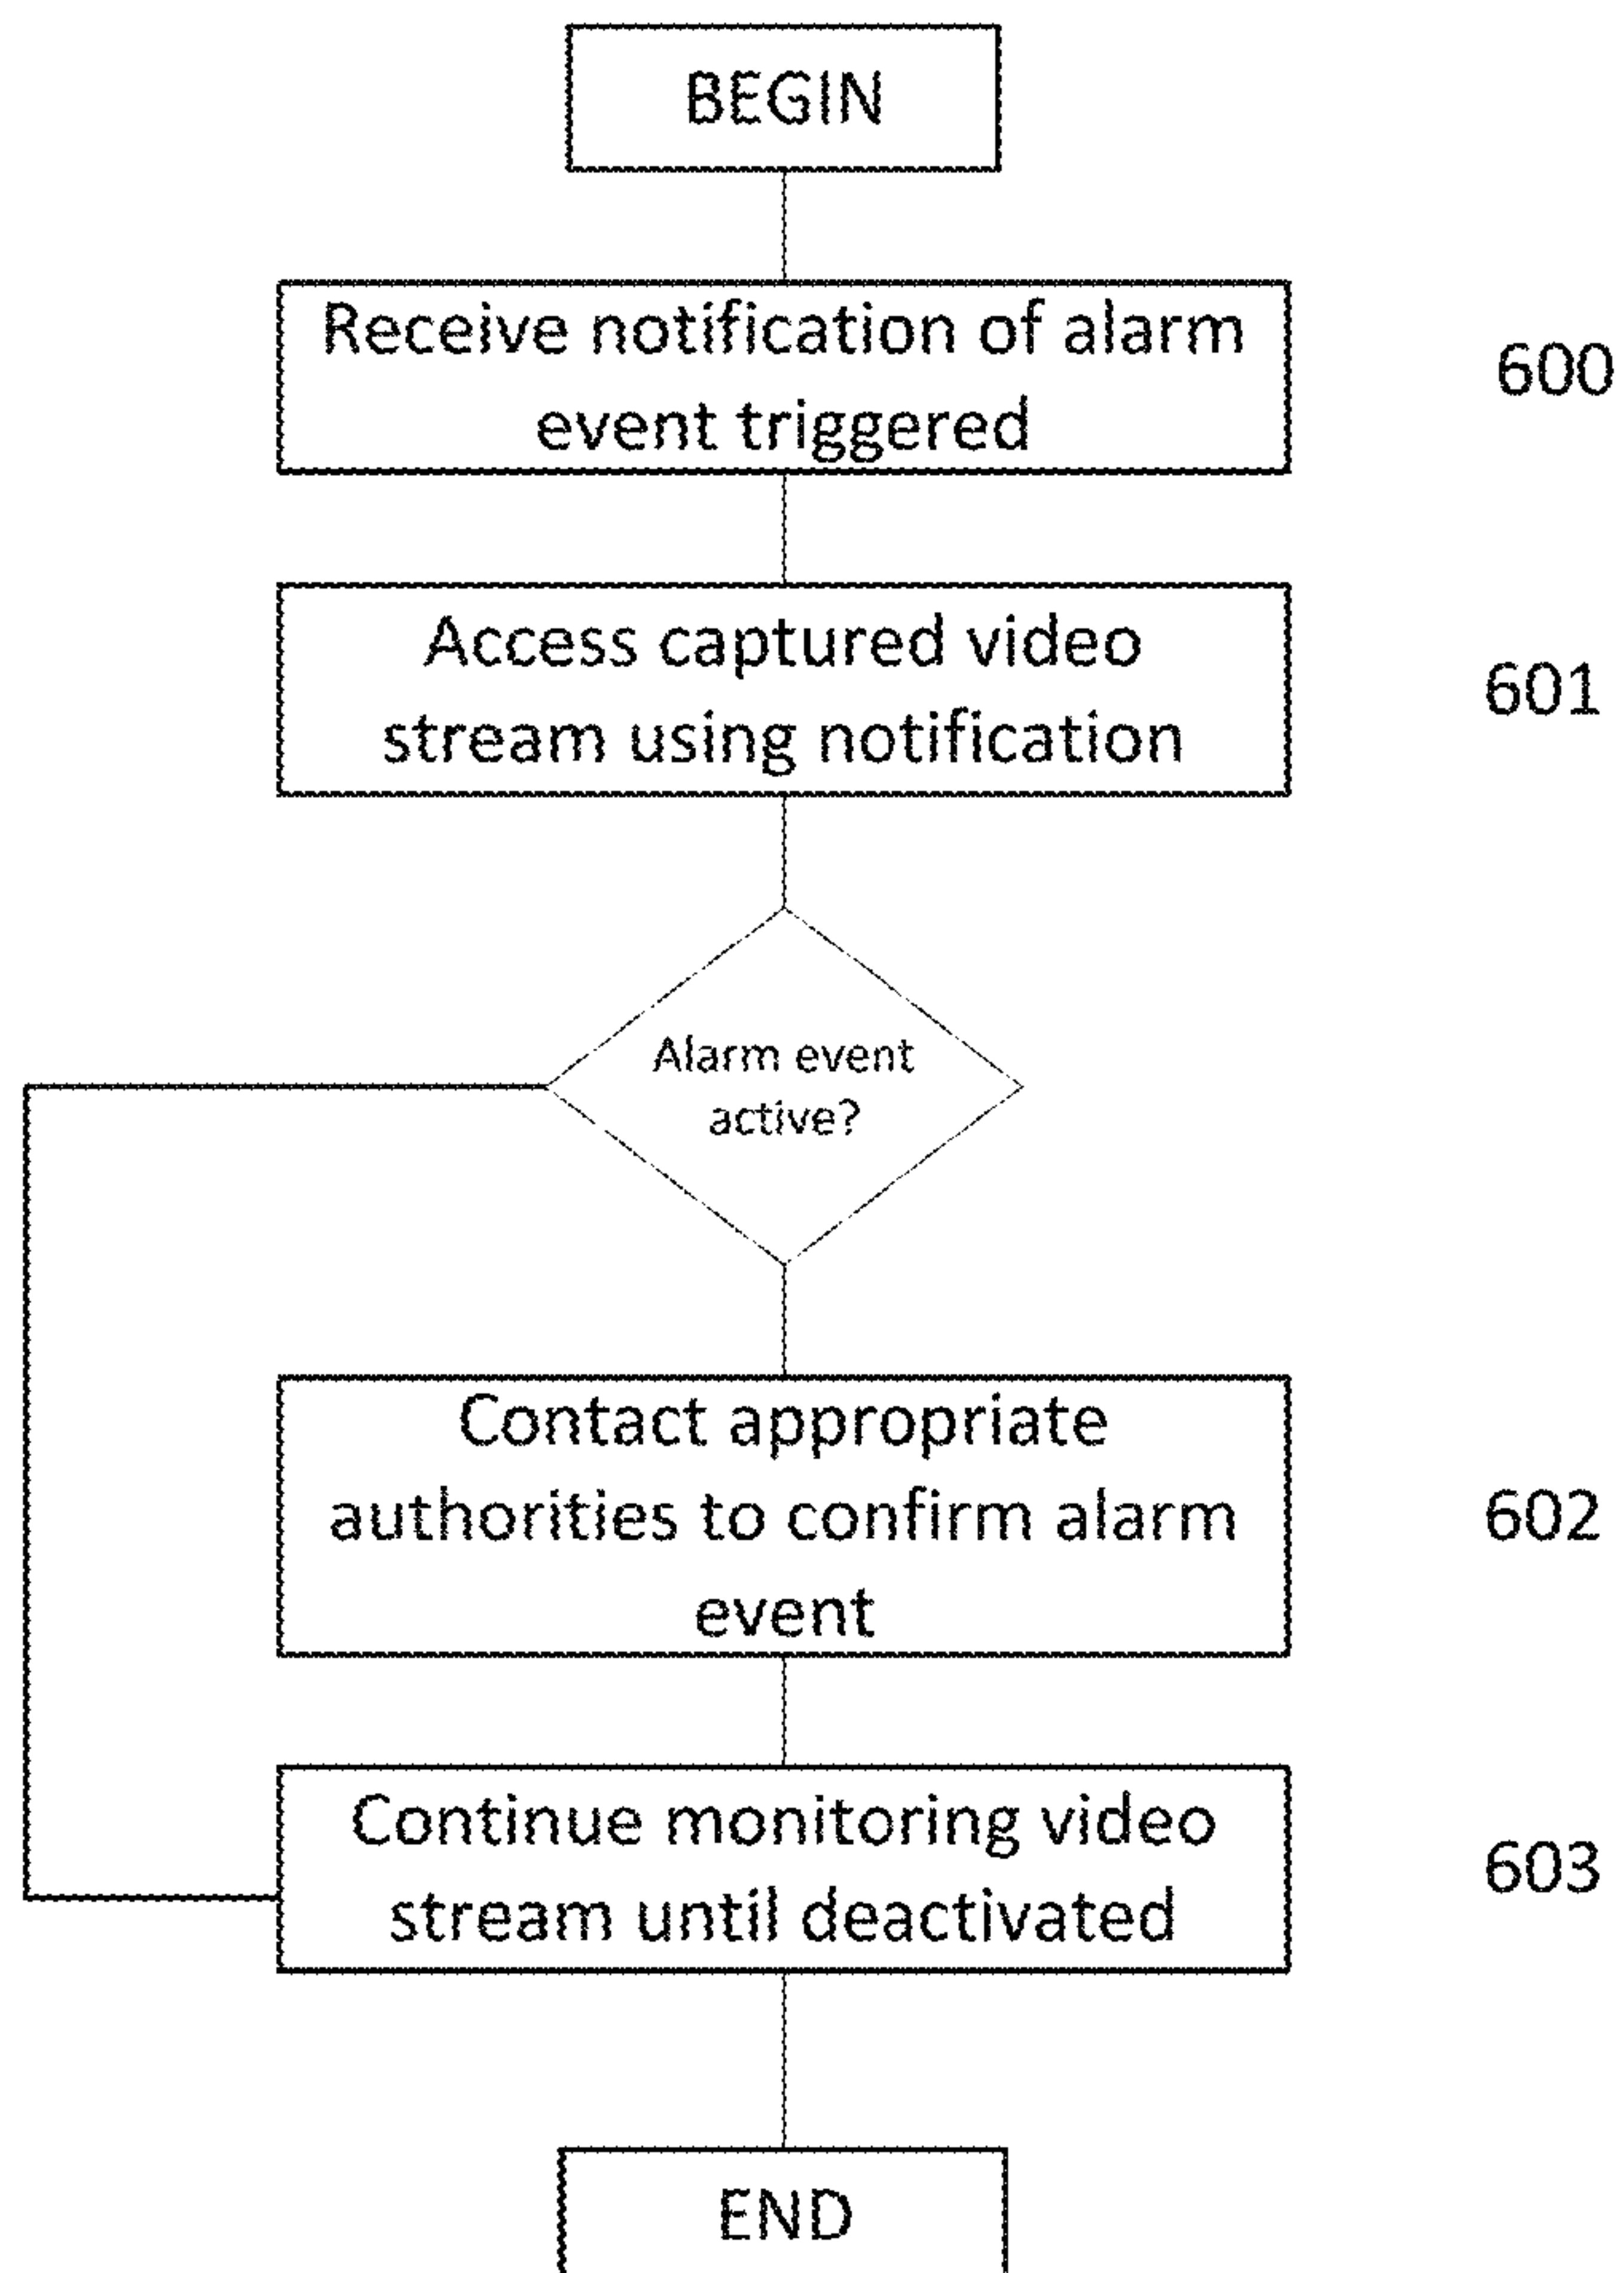 BEGIN
Receive notification of alarm
event triggered
600
Access captured video
stream using notification
601
Alarm event
active?
Contact appropriate
authorities to confirm alarm
event
602
Continue monitoring video
stream until deactivated
603
END